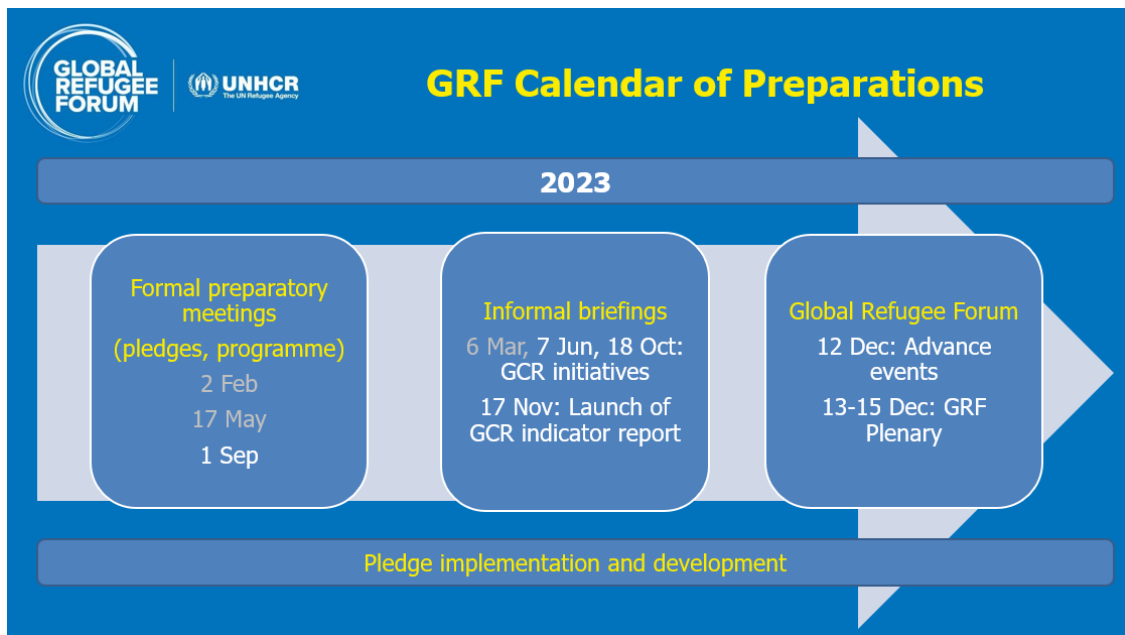 GLOBAL
REFUGEE
FORUM
UNHCR
The UN Refugee Agency
GRF Calendar of Preparations
2023
Formal preparatory
meetings
(pledges, programme)
2 Feb
17 May
1 Sep
Informal briefings
6 Mar, 7 Jun, 18 Oct:
GCR initiatives
17 Nov: Launch of
GCR indicator report
Global Refugee Forum
12 Dec: Advance
events
13-15 Dec: GRF
Plenary
Pledge implementation and development